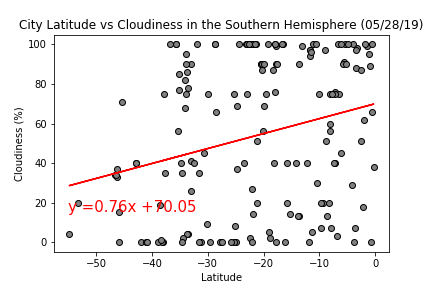 City Latitude vs Cloudiness in the Southern Hemisphere (05/28/19)
100
80
60
40
20
0
Cloudiness (%)
y =0.76x +70.05
−50 −40 −30 −20 −10 0
Latitude